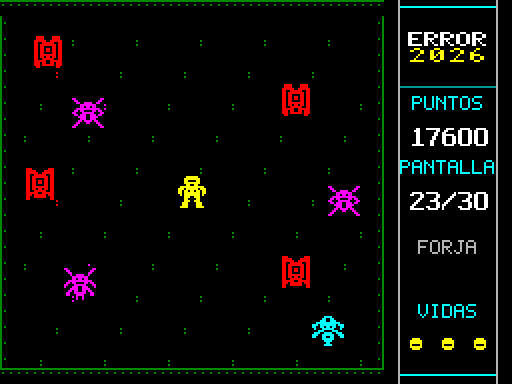 ERROR
2026
PUNTOS
17600
PANTALLA
23/30
FORJA
VIDAS